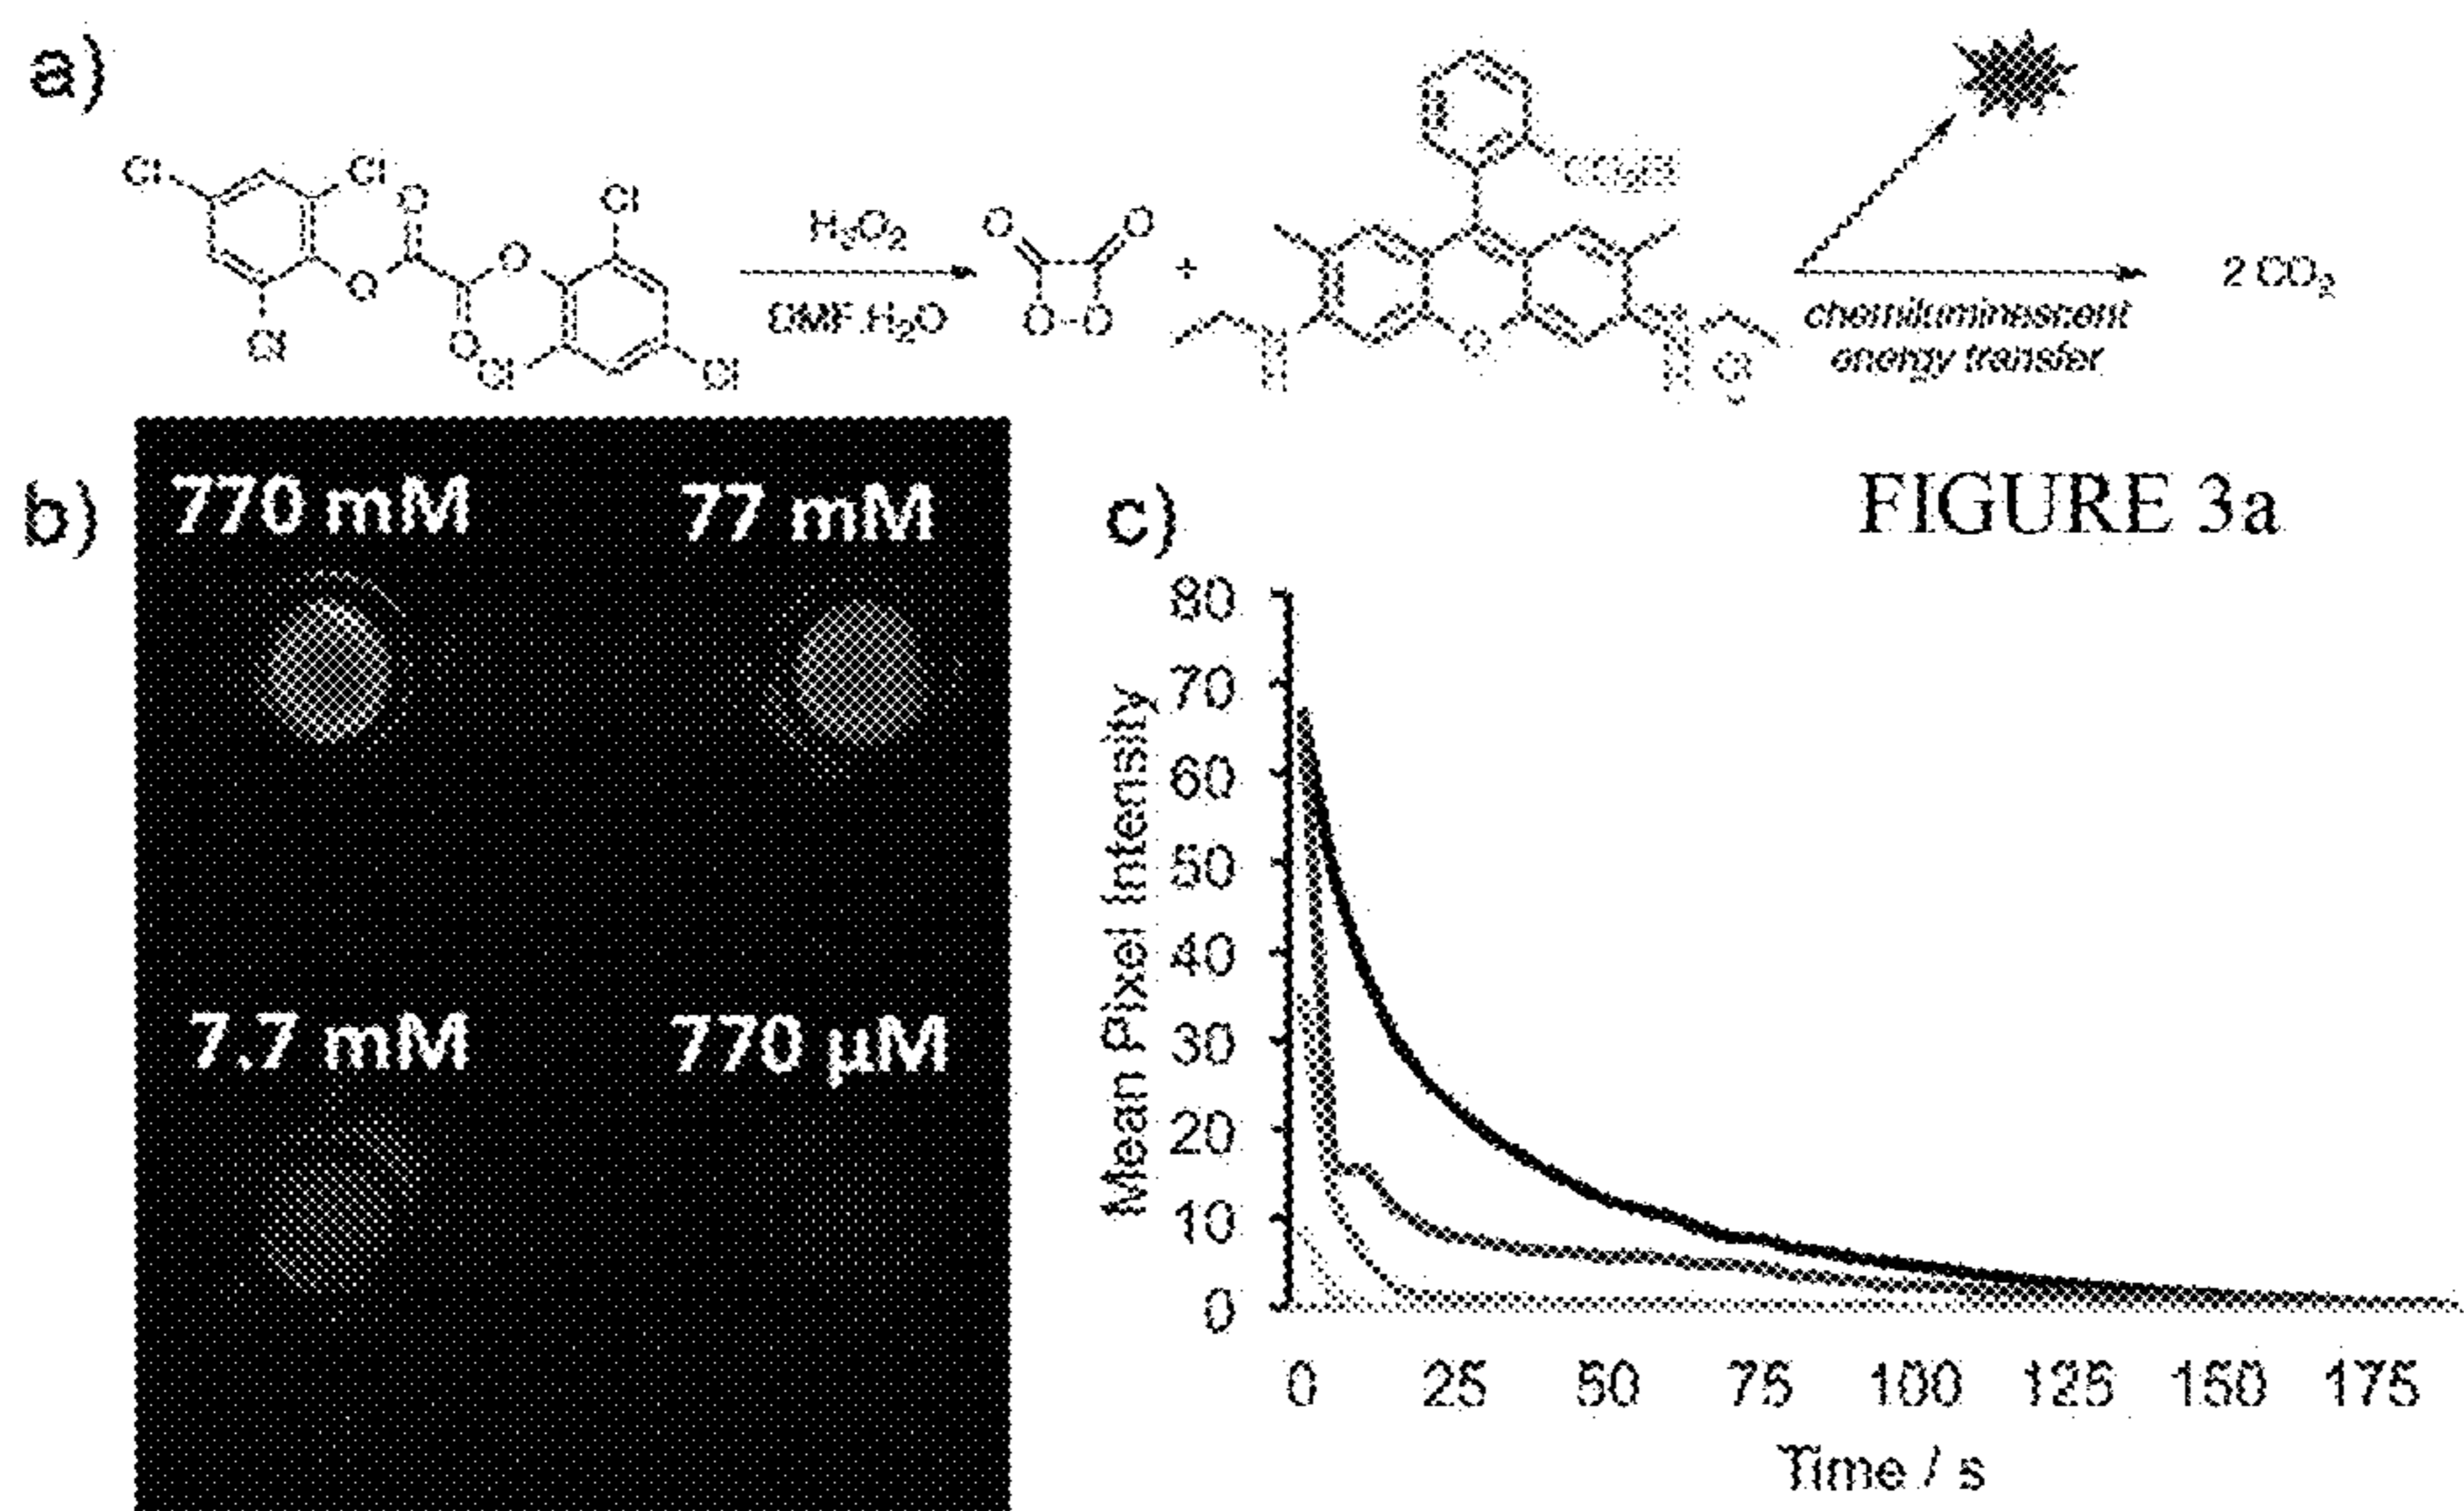 a)
Cl
Cl
O
Cl
O
O
O
Cl
Cl
Cl
H₂O₂
DMF.H₂O
O
O
O-O
+
CO₂Et
O
N
H
N
H
Cl
chemiluminescent
energy transfer
2 CO₂
b)
770 mM
77 mM
7.7 mM
770 µM
c)
FIGURE 3a
Mean Pixel Intensity
80
70
60
50
40
30
20
10
0
0
25
50
75
100
125
150
175
Time / s